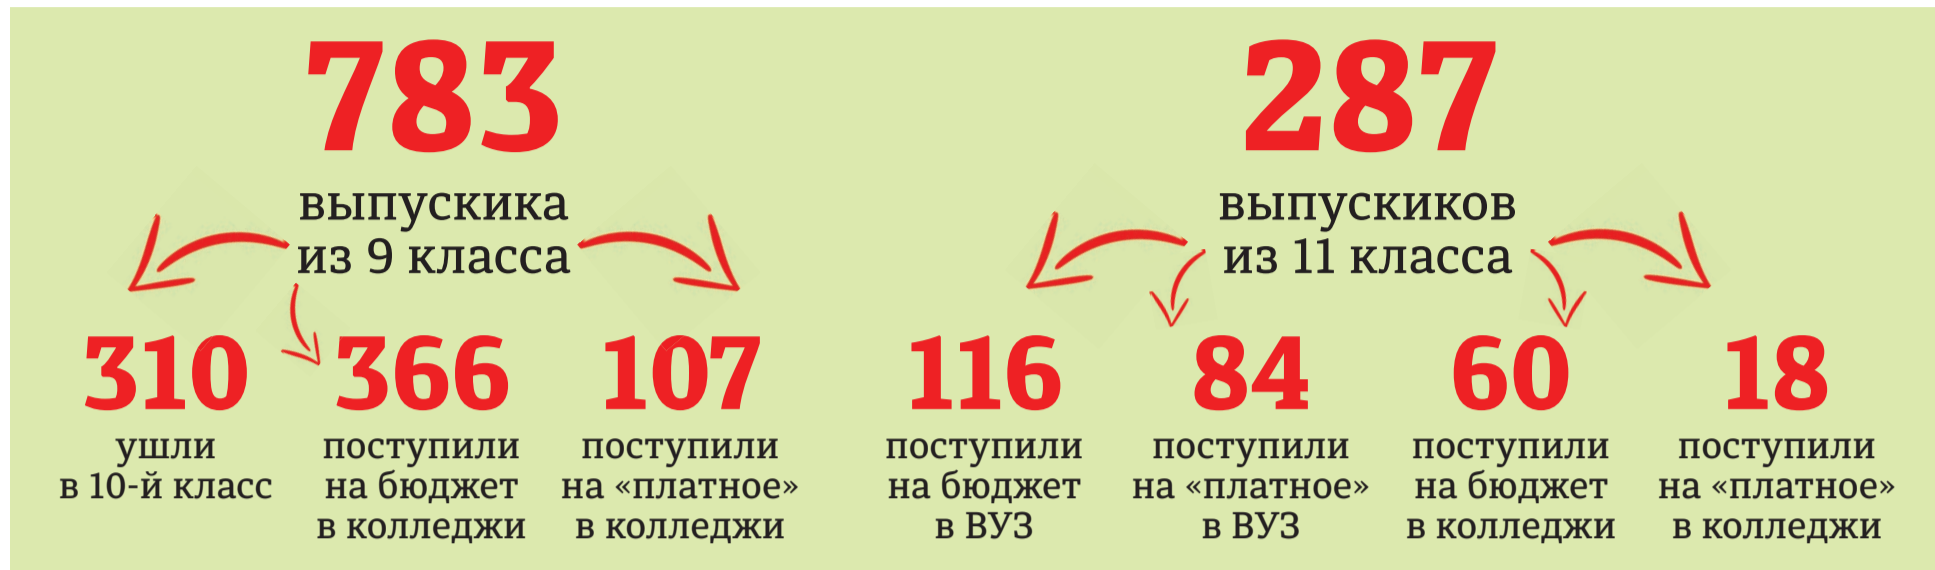 783
выпускика
из 9 класса
310
ушли
в 10-й класс
366
поступили
на бюджет
в колледжи
107
поступили
на «платное»
в колледжи
287
выпускиков
из 11 класса
116
поступили
на бюджет
в ВУЗ
84
поступили
на «платное»
в ВУЗ
60
поступили
на бюджет
в колледжи
18
поступили
на «платное»
в колледжи